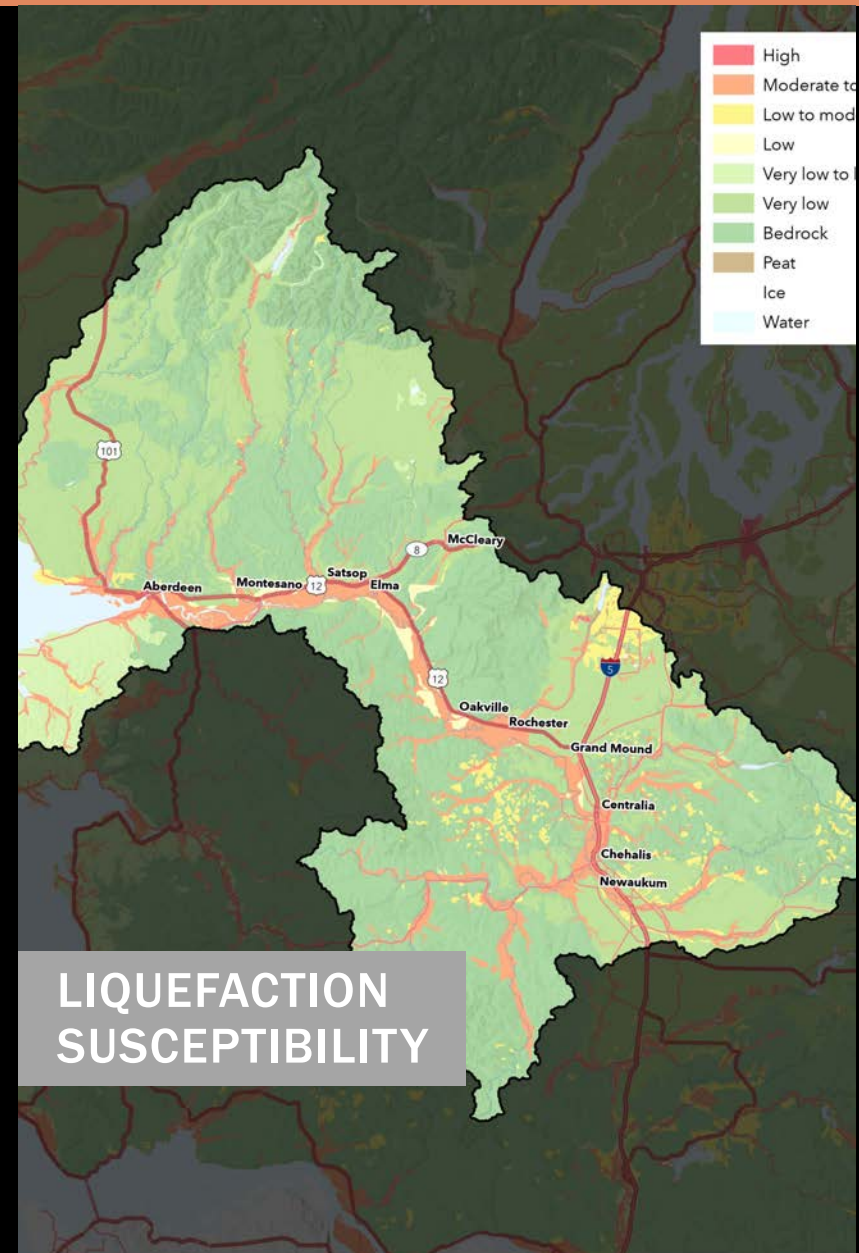 High
Moderate to
Low to mod
Low
Very low to
Very low
Bedrock
Peat
Ice
Water
101
8
McCleary
Aberdeen
Montesano
12
Satsop
Elma
5
12
Oakville
Rochester
Grand Mound
Centralia
Chehalis
Newaukum
LIQUEFACTION
SUSCEPTIBILITY